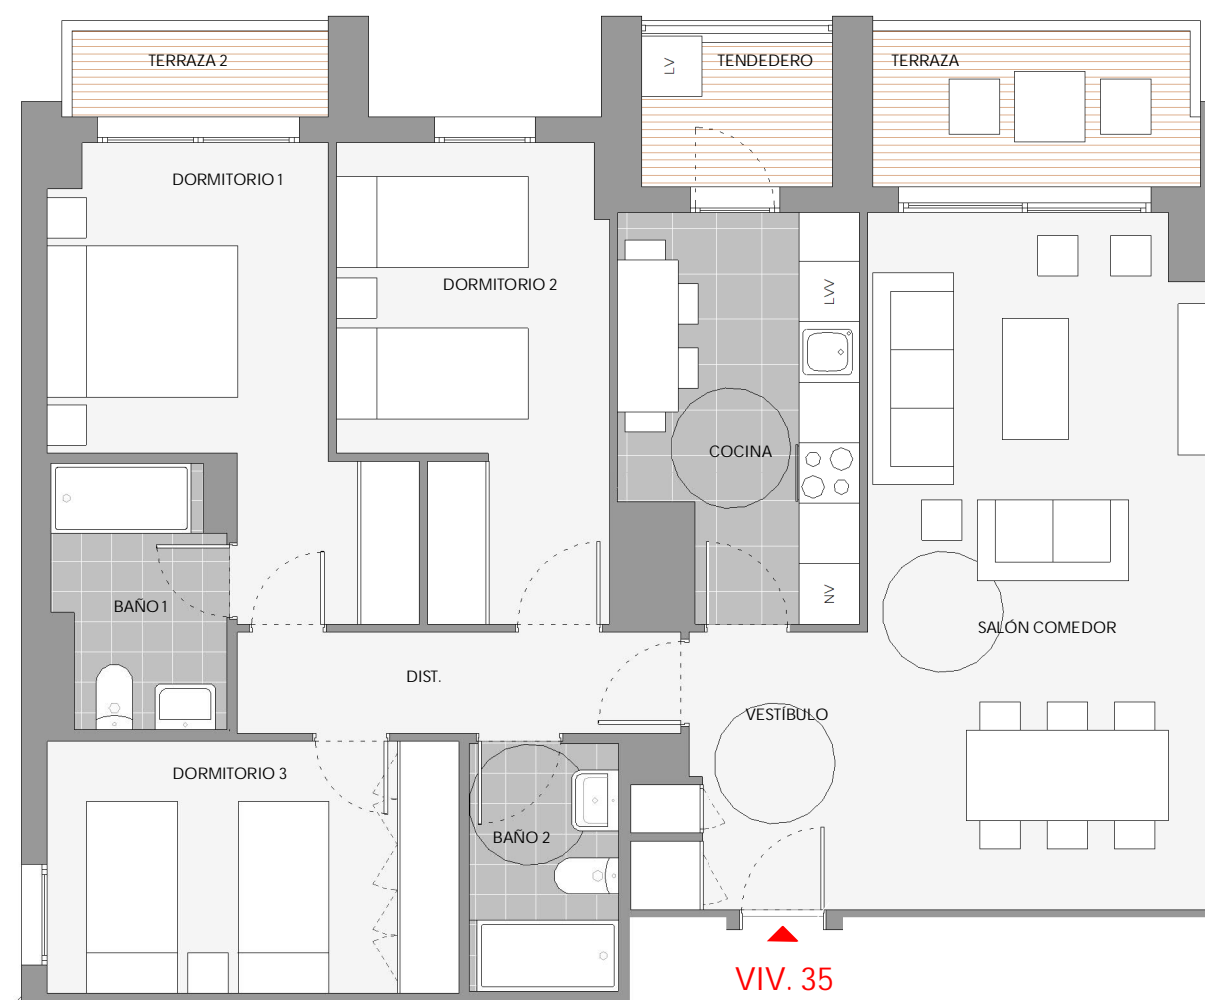 TERRAZA 2
LV
TENDEDERO
TERRAZA
DORMITORIO 1
DORMITORIO 2
LVV
COCINA
NV
BAÑO 1
SALÓN COMEDOR
DIST.
VESTÍBULO
DORMITORIO 3
BAÑO 2
VIV. 35